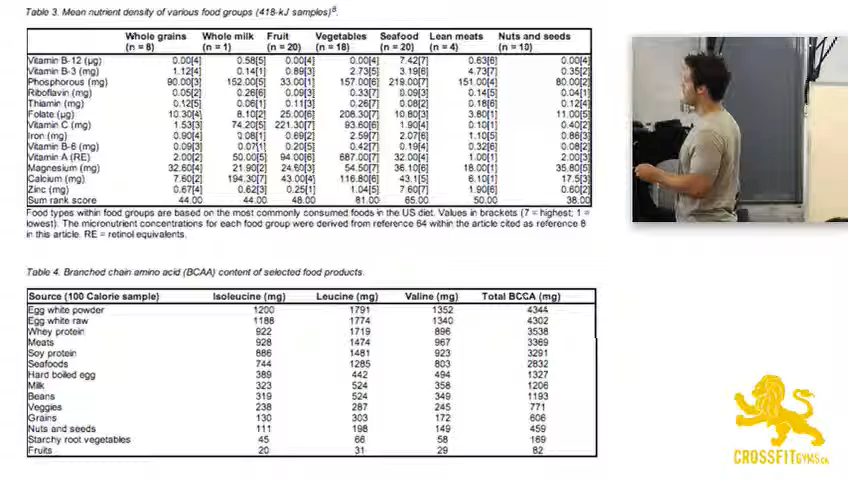 Table 3. Mean nutrient density of various food groups (418-kJ samples)8.
Whole grains (n = 8) Whole milk (n = 1) Fruit (n = 20) Vegetables (n = 18) Seafood (n = 20) Lean meats (n = 4) Nuts and seeds (n = 10)
Vitamin B-12 (µg) 0.00[4] 0.58[5] 0.00[4] 0.00[4] 7.42[7] 0.63[6] 0.00[4]
Vitamin B-3 (mg) 1.12[4] 0.14[1] 0.89[3] 2.73[5] 3.19[6] 4.73[7] 0.35[2]
Phosphorous (mg) 90.00[3] 152.00[5] 33.00[1] 157.00[6] 219.00[7] 151.00[4] 80.00[2]
Riboflavin (mg) 0.05[2] 0.26[6] 0.09[3] 0.33[7] 0.09[3] 0.14[5] 0.04[1]
Thiamin (mg) 0.12[5] 0.06[1] 0.11[3] 0.26[7] 0.08[2] 0.18[6] 0.12[4]
Folate (µg) 10.30[4] 8.10[2] 25.00[6] 208.30[7] 10.80[3] 3.80[1] 11.00[5]
Vitamin C (mg) 1.53[3] 74.20[5] 221.30[7] 93.60[6] 1.90[4] 0.10[1] 0.40[2]
Iron (mg) 0.90[4] 0.08[1] 0.69[2] 2.59[7] 2.07[6] 1.10[5] 0.86[3]
Vitamin B-6 (mg) 0.09[3] 0.07[1] 0.20[5] 0.42[7] 0.19[4] 0.32[6] 0.08[2]
Vitamin A (RE) 2.00[2] 50.00[5] 94.00[6] 687.00[7] 32.00[4] 1.00[1] 2.00[3]
Magnesium (mg) 32.60[4] 21.90[2] 24.60[3] 54.50[7] 36.10[6] 18.00[1] 35.80[5]
Calcium (mg) 7.60[2] 194.30[7] 43.00[4] 116.80[6] 43.1[5] 6.10[1] 17.5[3]
Zinc (mg) 0.67[4] 0.62[3] 0.25[1] 1.04[5] 7.60[7] 1.90[6] 0.60[2]
Sum rank score 44.00 44.00 48.00 81.00 65.00 50.00 38.00
Food types within food groups are based on the most commonly consumed foods in the US diet. Values in brackets (7 = highest; 1 =
lowest). The micronutrient concentrations for each food group were derived from reference 64 within the article cited as reference 8
in this article. RE = retinol equivalents.
Table 4. Branched chain amino acid (BCAA) content of selected food products.
Source (100 Calorie sample) Isoleucine (mg) Leucine (mg) Valine (mg) Total BCCA (mg)
Egg white powder 1200 1791 1352 4344
Egg white raw 1188 1774 1340 4302
Whey protein 922 1719 896 3538
Meats 928 1474 967 3369
Soy protein 886 1481 923 3291
Seafoods 744 1285 803 2832
Hard boiled egg 389 442 494 1327
Milk 323 524 358 1206
Beans 319 524 349 1193
Veggies 238 287 245 771
Grains 130 303 172 606
Nuts and seeds 111 198 149 459
Starchy root vegetables 45 66 58 169
Fruits 20 31 29 82
CROSSFITGYMS.CA